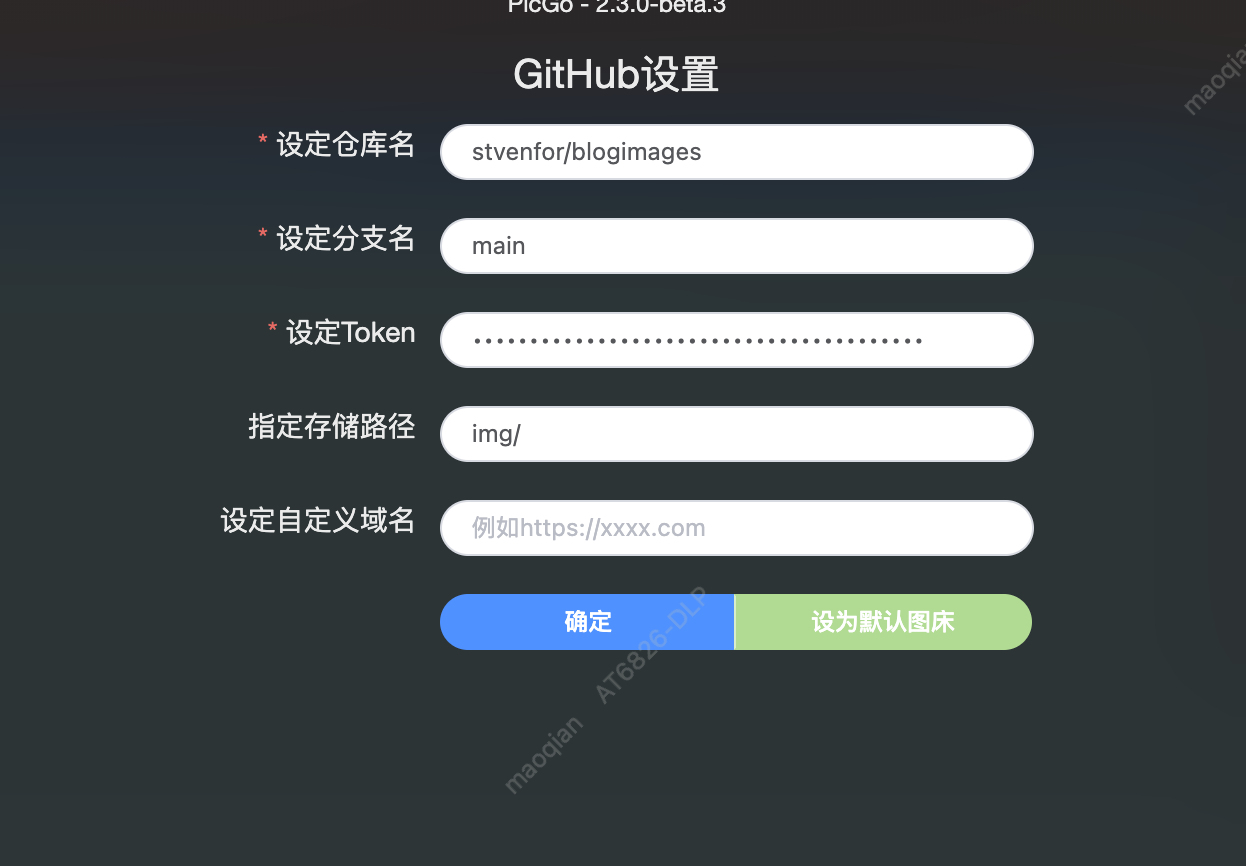 PicGo - 2.3.0-beta.3
GitHub设置
* 设定仓库名
stvenfor/blogimages
* 设定分支名
main
* 设定Token
••••••••••••••••••••••••••••••••••••••••
指定存储路径
img/
设定自定义域名
例如https://xxxx.com
确定
设为默认图床
maoqian AT6826-DLP
maoqian